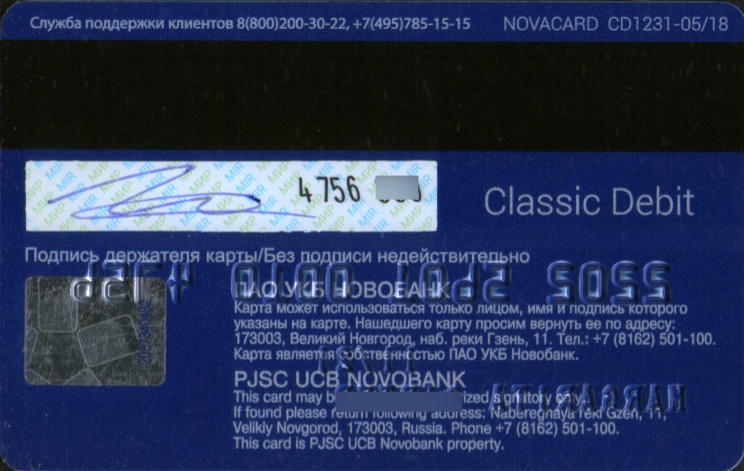 Служба поддержки клиентов 8(800)200-30-22, +7(495)785-15-15 NOVACARD CD1231-05/18
4756
Classic Debit
Подпись держателя карты/Без подписи недействительно
ПАО УКБ НОВОБАНК
Карта может использоваться только лицом, имя и подпись которого
указаны на карте. Нашедшего карту просим вернуть ее по адресу:
173003, Великий Новгород, наб. реки Гзень, 11. Тел.: +7 (8162) 501-100.
Карта является собственностью ПАО УКБ Новобанк.
PJSC UCB NOVOBANK
This card may be signatory only.
If found please return following address: Naberegnaya reki Gzen, 11,
Velikiy Novgorod, 173003, Russia. Phone +7 (8162) 501-100.
This card is PJSC UCB Novobank property.